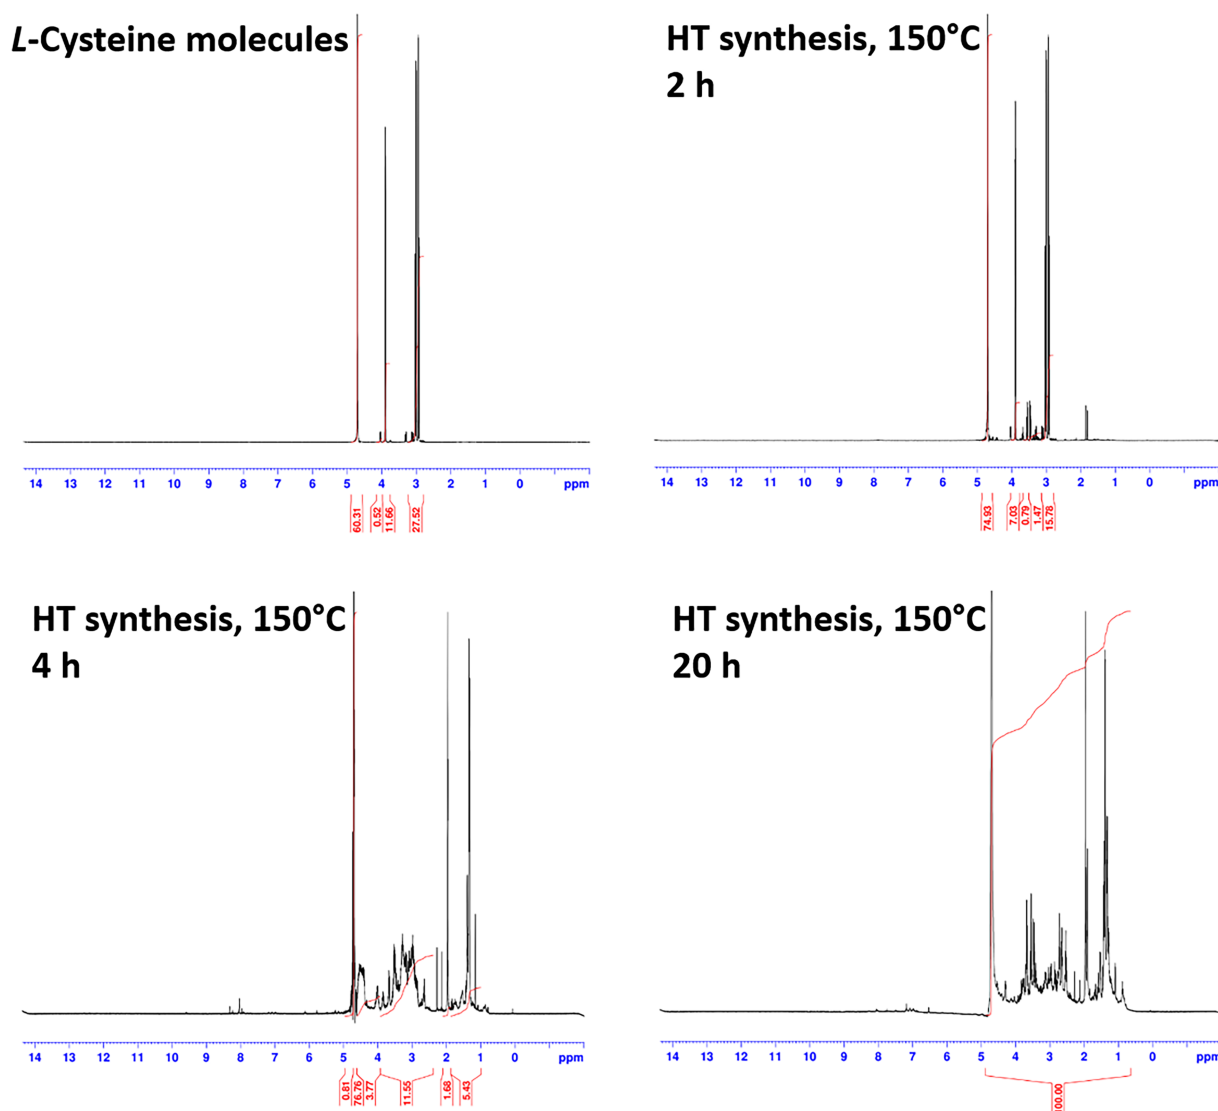 L-Cysteine molecules
14 13 12 11 10 9 8 7 6 5 4 3 2 1 0 ppm
60.31
0.52
11.66
27.52
HT synthesis, 150°C
2 h
14 13 12 11 10 9 8 7 6 5 4 3 2 1 0 ppm
74.93
7.03
0.79
1.47
15.78
HT synthesis, 150°C
4 h
14 13 12 11 10 9 8 7 6 5 4 3 2 1 0 ppm
0.81
76.76
3.77
11.55
1.68
5.43
HT synthesis, 150°C
20 h
14 13 12 11 10 9 8 7 6 5 4 3 2 1 0 ppm
100.00